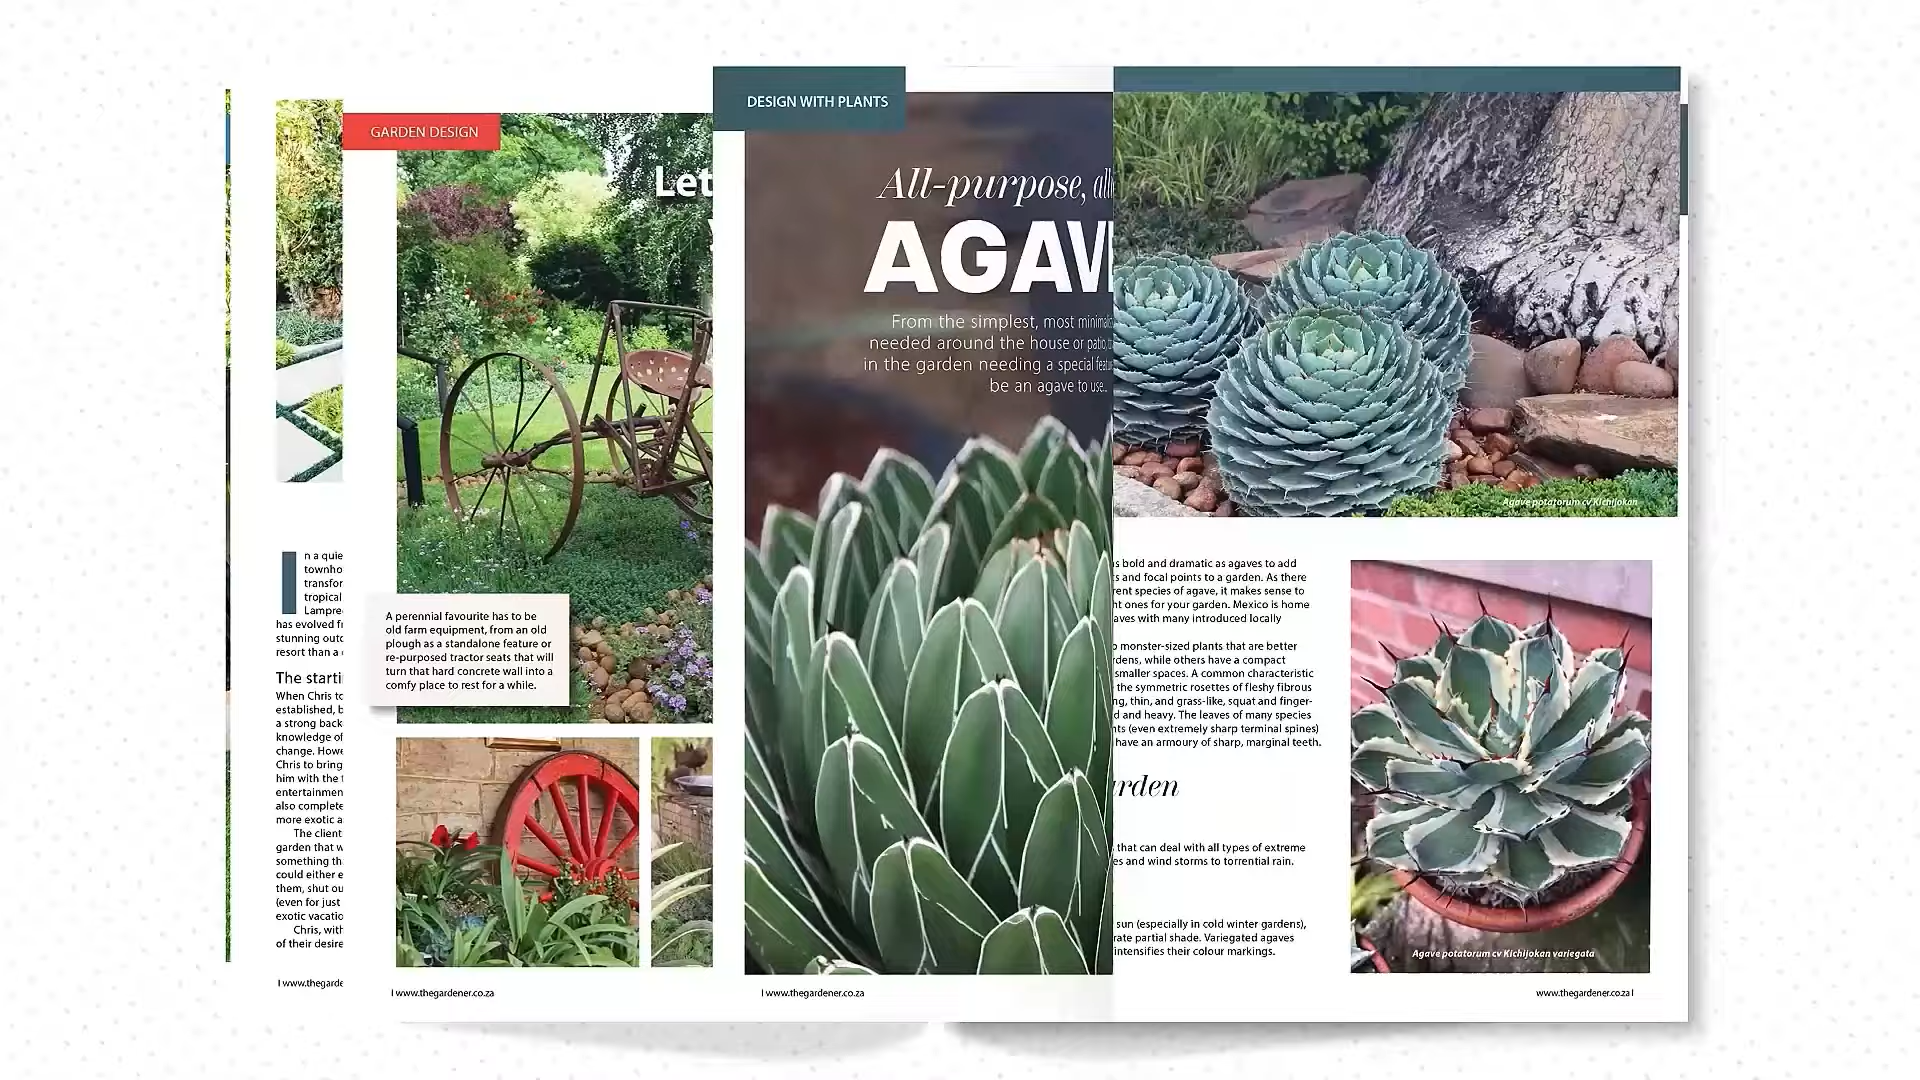 n a quie
townho
transfor
tropical
Lampre
has evolved f
stunning outd
resort than a
The starti
When Chris to
established, b
a strong back
knowledge of
change. Howe
Chris to bring
him with the
entertainmen
also complete
more exotic a
The client
garden that w
something th
could either e
them, shut ou
(even for just
exotic vacatio
Chris, with
of their desire
I www.thegarde
GARDEN DESIGN
Let
A perennial favourite has to be
old farm equipment, from an old
plough as a standalone feature or
re-purposed tractor seats that will
turn that hard concrete wall into a
comfy place to rest for a while.
I www.thegardener.co.za
DESIGN WITH PLANTS
All-purpose, all
AGAV
From the simplest, most minimalis
needed around the house or patio,
in the garden needing a special feat
be an agave to use...
I www.thegardener.co.za
Agave potatorum cv Kichijokan
s bold and dramatic as agaves to add
s and focal points to a garden. As there
rent species of agave, it makes sense to
ht ones for your garden. Mexico is home
aves with many introduced locally
o monster-sized plants that are better
rdens, while others have a compact
smaller spaces. A common characteristic
the symmetric rosettes of fleshy fibrous
ng, thin, and grass-like, squat and finger-
d and heavy. The leaves of many species
nts (even extremely sharp terminal spines)
have an armoury of sharp, marginal teeth.
arden
that can deal with all types of extreme
es and wind storms to torrential rain.
sun (especially in cold winter gardens),
rate partial shade. Variegated agaves
intensifies their colour markings.
Agave potatorum cv Kichijokan variegata
www.thegardener.co.za I